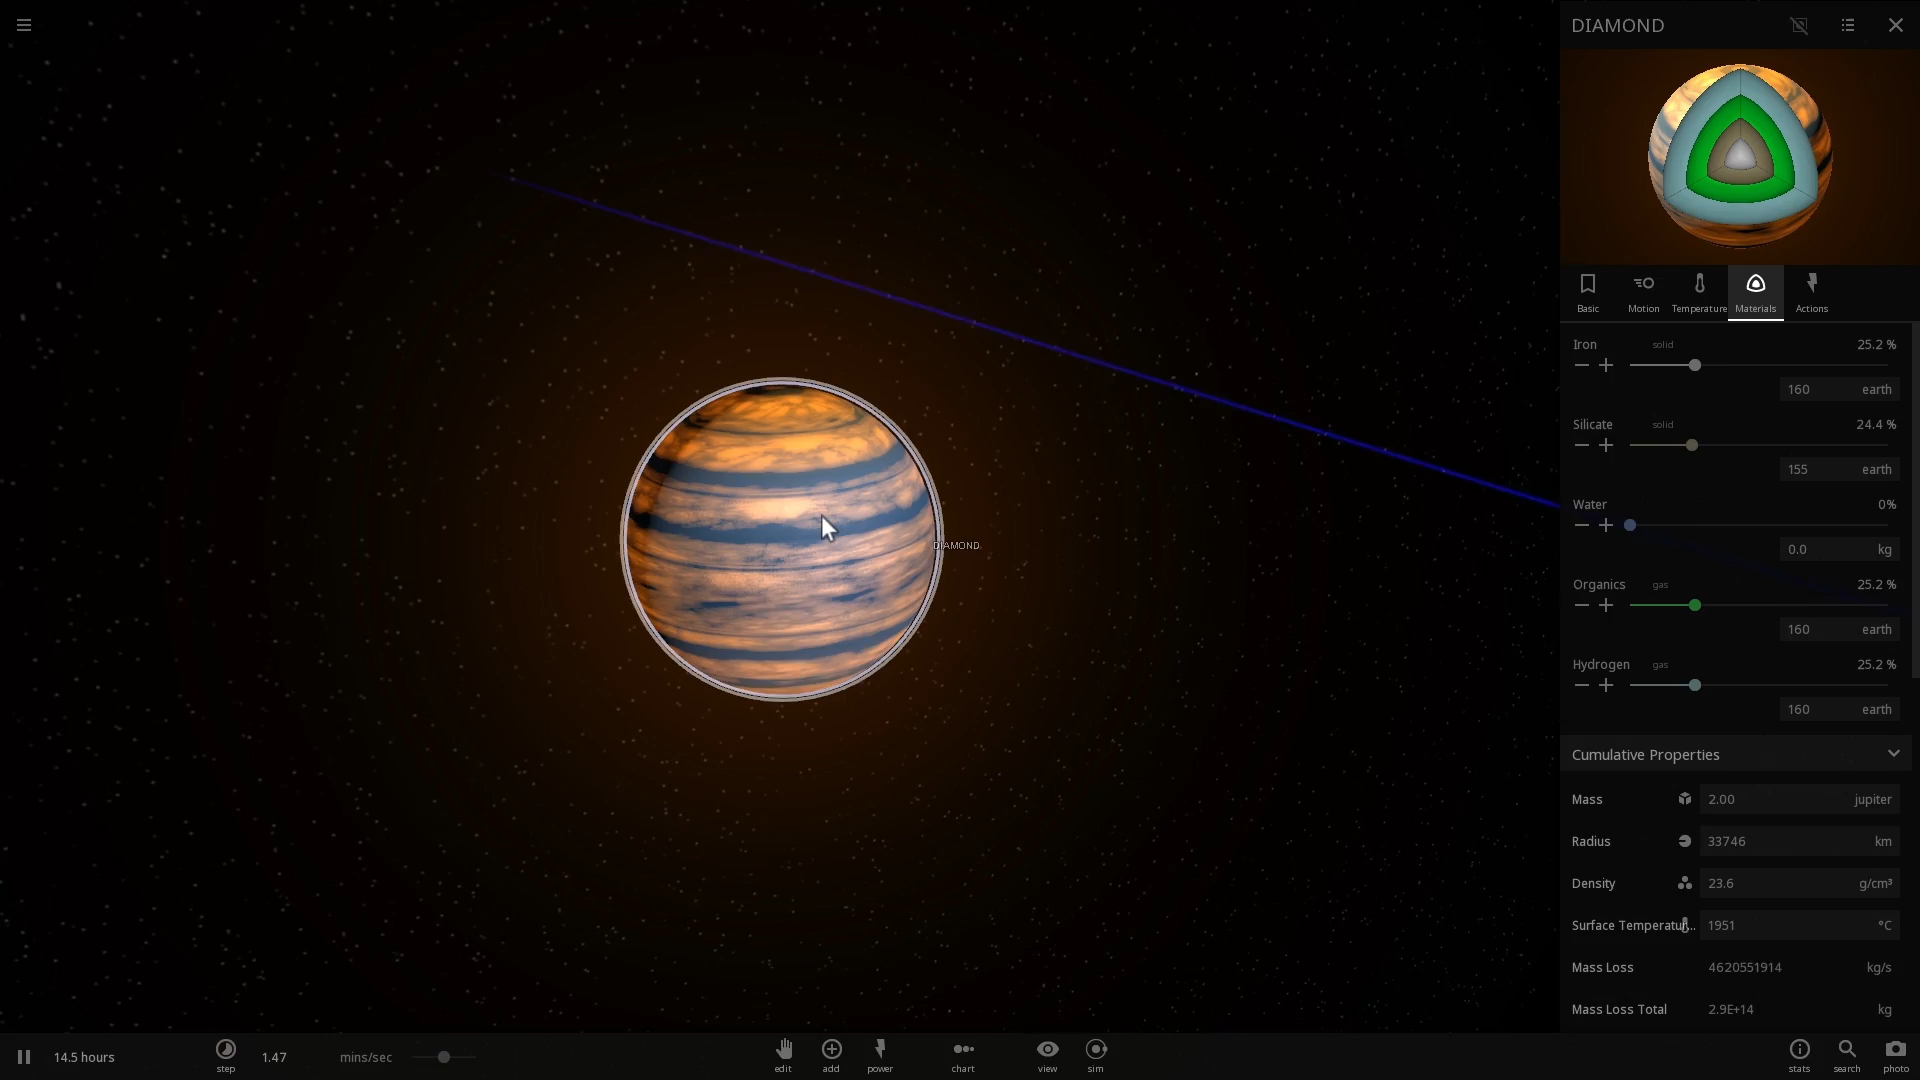 DIAMOND
Basic Motion Temperature Materials Actions
Iron solid 25.2 %
160 earth
Silicate solid 24.4 %
155 earth
Water 0%
0.0 kg
Organics gas 25.2 %
160 earth
Hydrogen gas 25.2 %
160 earth
DIAMOND
Cumulative Properties
Mass 2.00 jupiter
Radius 33746 km
Density 23.6 g/cm³
Surface Temperatur... 1951 °C
Mass Loss 4620551914 kg/s
Mass Loss Total 2.9E+14 kg
14.5 hours step 1.47 mins/sec edit add power chart view sim stats search photo